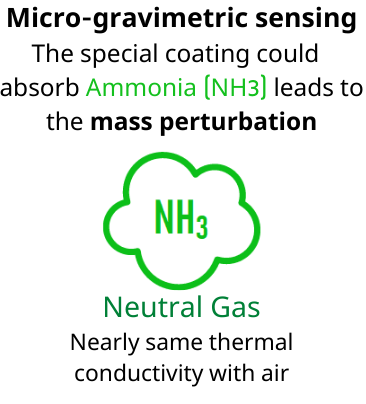 Micro-gravimetric sensing
The special coating could
absorb Ammonia (NH3) leads to
the mass perturbation
NH3
Neutral Gas
Nearly same thermal
conductivity with air